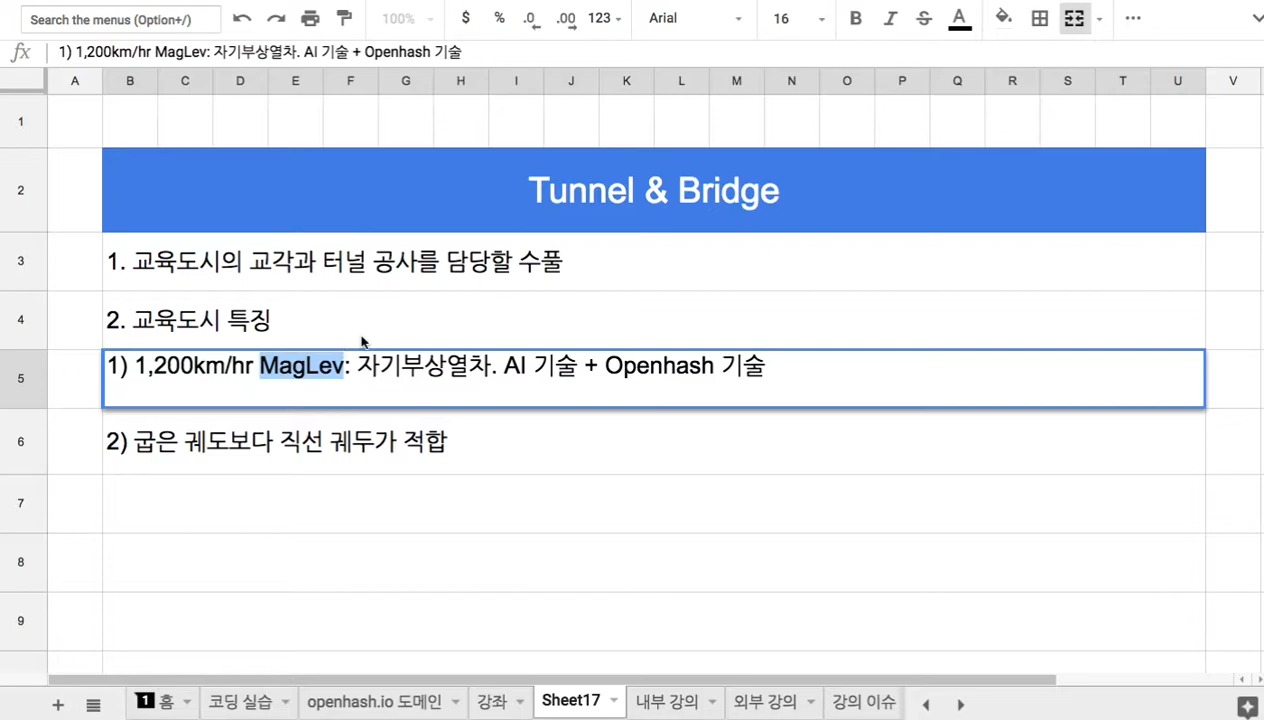 Search the menus (Option+/)
100%
$ % .0 .00 123
Arial
16
B I S A
fx 1) 1,200km/hr MagLev: 자기부상열차. AI 기술 + Openhash 기술
A B C D E F G H I J K L M N O P Q R S T U V
1
2 Tunnel & Bridge
3 1. 교육도시의 교각과 터널 공사를 담당할 수풀
4 2. 교육도시 특징
5 1) 1,200km/hr MagLev: 자기부상열차. AI 기술 + Openhash 기술
6 2) 굽은 궤도보다 직선 궤두가 적합
7
8
9
1 홈 코딩 실습 openhash.io 도메인 강좌 Sheet17 내부 강의 외부 강의 강의 이슈